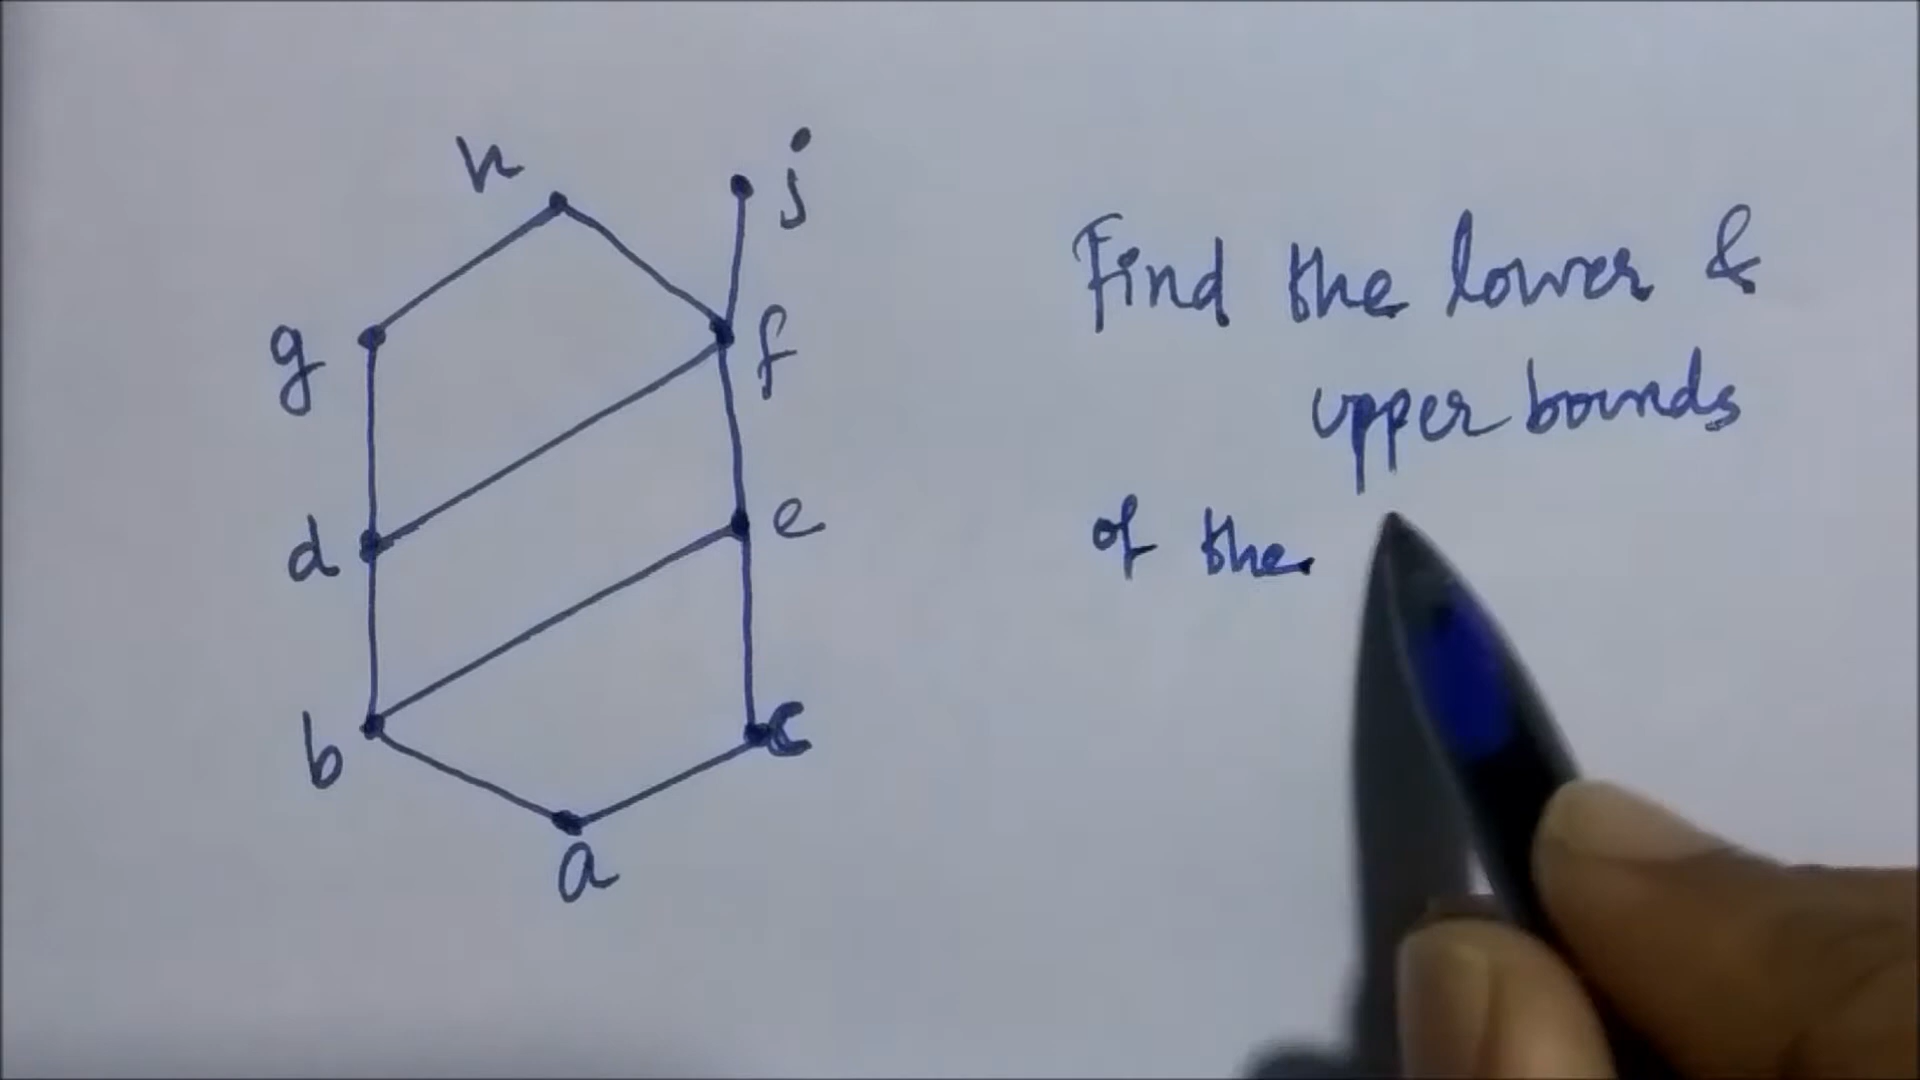 h
j
g
f
d
e
b
c
a
Find the lower &
upper bounds
of the